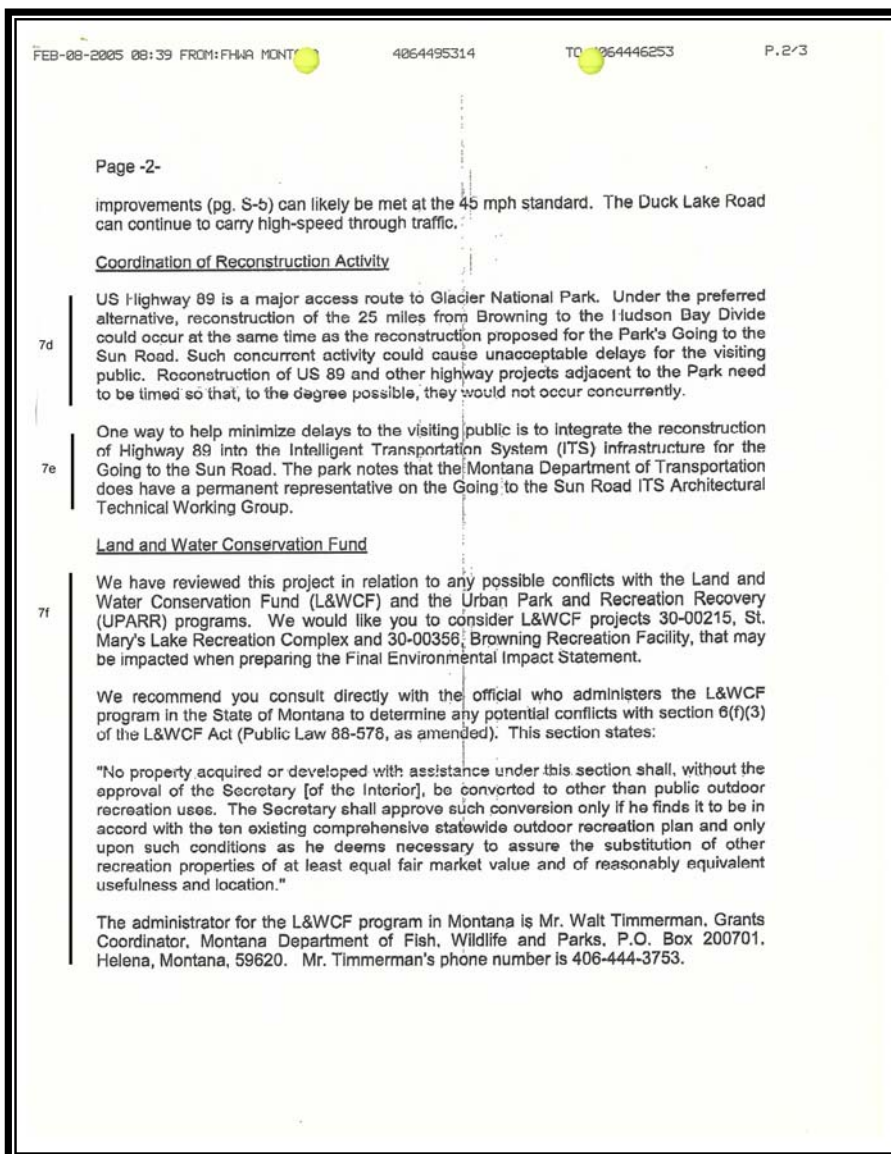 FEB-08-2005 08:39 FROM:FHWA MONT
4064495314
TO 064446253
P.2/3
Page -2-
improvements (pg. S-5) can likely be met at the 45 mph standard. The Duck Lake Road
can continue to carry high-speed through traffic.
Coordination of Reconstruction Activity
7d
US Highway 89 is a major access route to Glacier National Park. Under the preferred
alternative, reconstruction of the 25 miles from Browning to the Hudson Bay Divide
could occur at the same time as the reconstruction proposed for the Park's Going to the
Sun Road. Such concurrent activity could cause unacceptable delays for the visiting
public. Reconstruction of US 89 and other highway projects adjacent to the Park need
to be timed so that, to the degree possible, they would not occur concurrently.
7e
One way to help minimize delays to the visiting public is to integrate the reconstruction
of Highway 89 into the Intelligent Transportation System (ITS) infrastructure for the
Going to the Sun Road. The park notes that the Montana Department of Transportation
does have a permanent representative on the Going to the Sun Road ITS Architectural
Technical Working Group.
Land and Water Conservation Fund
7f
We have reviewed this project in relation to any possible conflicts with the Land and
Water Conservation Fund (L&WCF) and the Urban Park and Recreation Recovery
(UPARR) programs. We would like you to consider L&WCF projects 30-00215, St.
Mary's Lake Recreation Complex and 30-00356, Browning Recreation Facility, that may
be impacted when preparing the Final Environmental Impact Statement.
We recommend you consult directly with the official who administers the L&WCF
program in the State of Montana to determine any potential conflicts with section 6(f)(3)
of the L&WCF Act (Public Law 88-578, as amended). This section states:
"No property acquired or developed with assistance under this section shall, without the
approval of the Secretary [of the Interior], be converted to other than public outdoor
recreation uses. The Secretary shall approve such conversion only if he finds it to be in
accord with the ten existing comprehensive statewide outdoor recreation plan and only
upon such conditions as he deems necessary to assure the substitution of other
recreation properties of at least equal fair market value and of reasonably equivalent
usefulness and location."
The administrator for the L&WCF program in Montana is Mr. Walt Timmerman, Grants
Coordinator, Montana Department of Fish, Wildlife and Parks, P.O. Box 200701,
Helena, Montana, 59620. Mr. Timmerman's phone number is 406-444-3753.